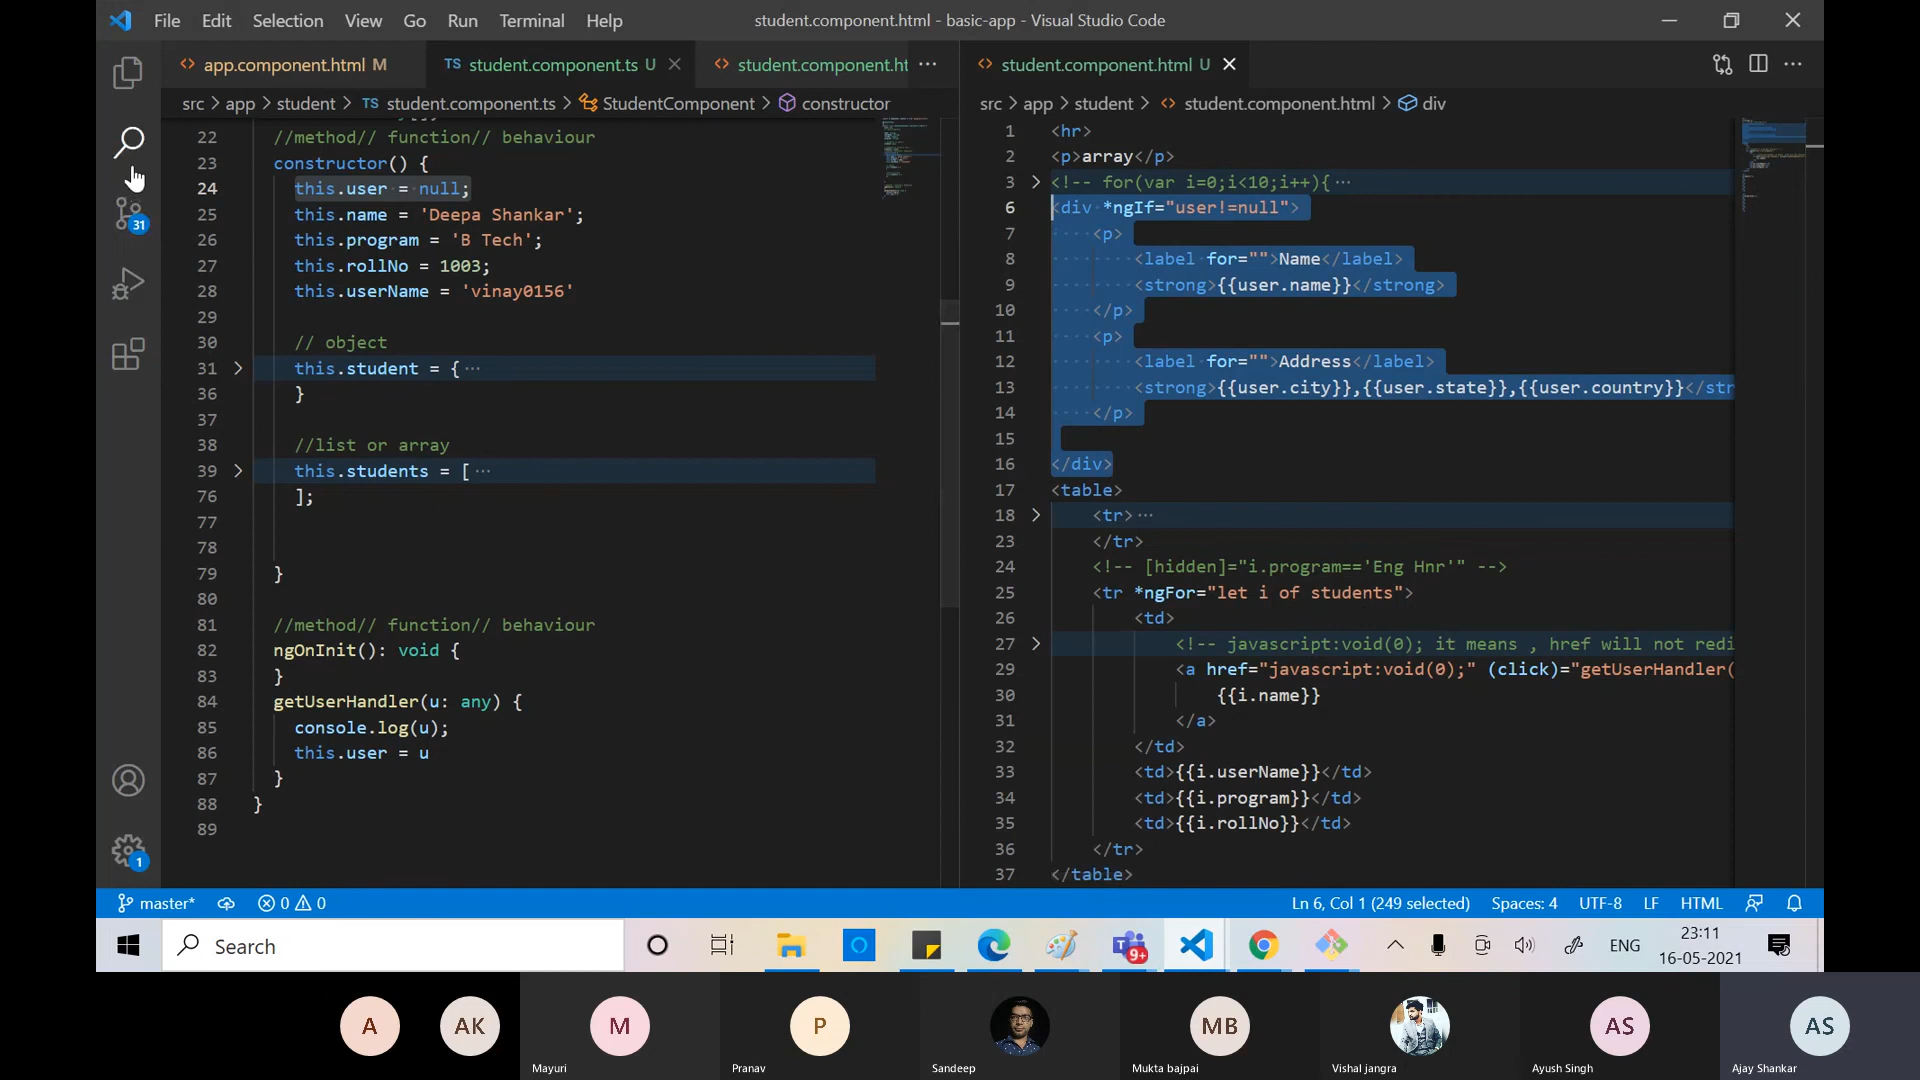 File Edit Selection View Go Run Terminal Help
student.component.html - basic-app - Visual Studio Code
app.component.html M
TS student.component.ts U
student.component.ht
student.component.html U
src > app > student > TS student.component.ts > StudentComponent > constructor
22 //method// function// behaviour
23 constructor() {
24 this.user = null;
25 this.name = 'Deepa Shankar';
26 this.program = 'B Tech';
27 this.rollNo = 1003;
28 this.userName = 'vinay0156'
29
30 // object
31 this.student = {···
36 }
37
38 //list or array
39 this.students = [···
76 ];
77
78
79 }
80
81 //method// function// behaviour
82 ngOnInit(): void {
83 }
84 getUserHandler(u: any) {
85 console.log(u);
86 this.user = u
87 }
88 }
89
src > app > student > student.component.html > div
1 <hr>
2 <p>array</p>
3 <!-- for(var i=0;i<10;i++){···
6 <div *ngIf="user!=null">
7 <p>
8 <label for="">Name</label>
9 <strong>{{user.name}}</strong>
10 </p>
11 <p>
12 <label for="">Address</label>
13 <strong>{{user.city}},{{user.state}},{{user.country}}</str
14 </p>
15
16 </div>
17 <table>
18 <tr>···
23 </tr>
24 <!-- [hidden]="i.program=='Eng Hnr'" -->
25 <tr *ngFor="let i of students">
26 <td>
27 <!-- javascript:void(0); it means , href will not redi
29 <a href="javascript:void(0);" (click)="getUserHandler(
30 {{i.name}}
31 </a>
32 </td>
33 <td>{{i.userName}}</td>
34 <td>{{i.program}}</td>
35 <td>{{i.rollNo}}</td>
36 </tr>
37 </table>
31
1
master* 0 0
Ln 6, Col 1 (249 selected) Spaces: 4 UTF-8 LF HTML
Search
9+
ENG
23:11
16-05-2021
A
AK
M
P
MB
AS
AS
Mayuri
Pranav
Sandeep
Mukta bajpai
Vishal jangra
Ayush Singh
Ajay Shankar